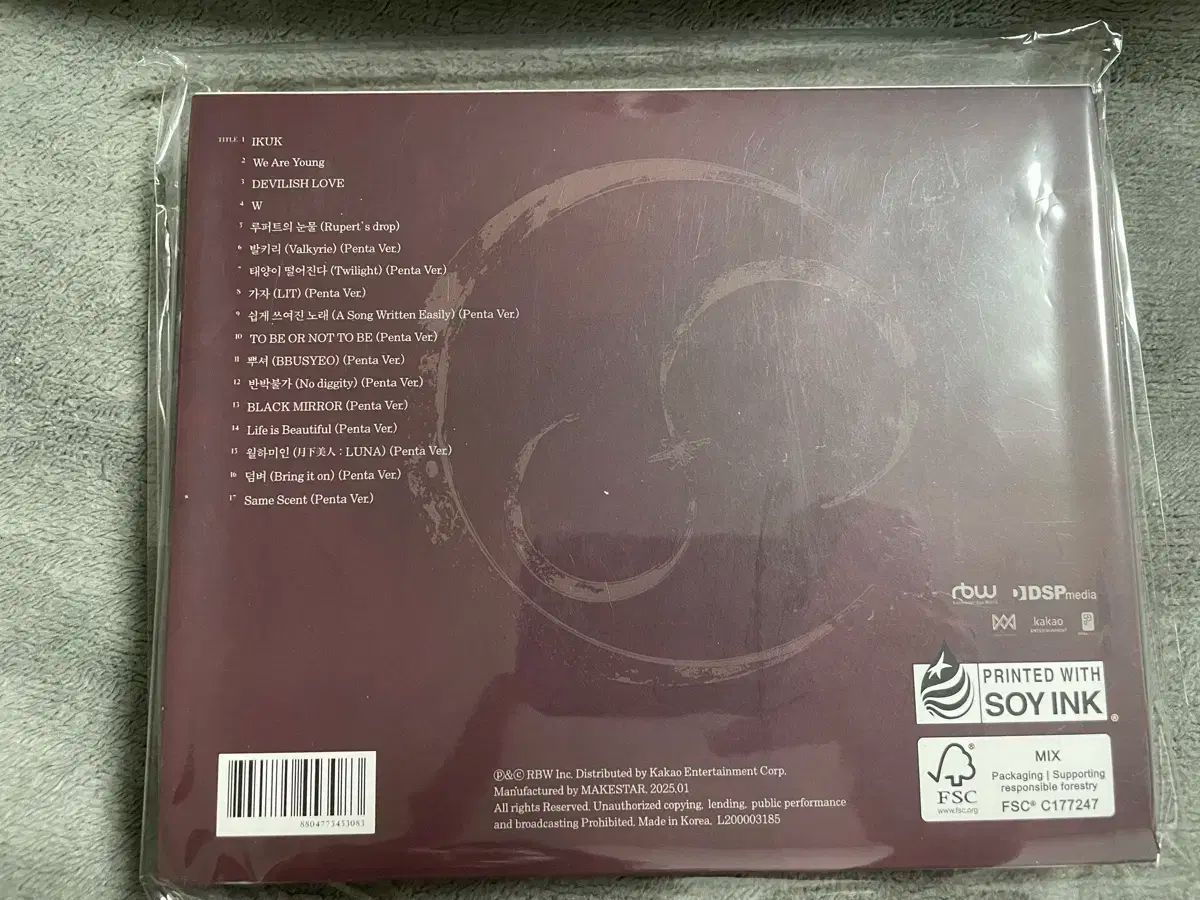 TITLE 1 IKUK
2 We Are Young
3 DEVILISH LOVE
4 W
5 루퍼트의 눈물 (Rupert's drop)
6 발키리 (Valkyrie) (Penta Ver.)
7 태양이 떨어진다 (Twilight) (Penta Ver.)
8 가자 (LIT) (Penta Ver.)
9 쉽게 쓰여진 노래 (A Song Written Easily) (Penta Ver.)
10 TO BE OR NOT TO BE (Penta Ver.)
11 뿌셔 (BBUSYEO) (Penta Ver.)
12 반박불가 (No diggity) (Penta Ver.)
13 BLACK MIRROR (Penta Ver.)
14 Life is Beautiful (Penta Ver.)
15 월하미인 (月下美人 : LUNA) (Penta Ver.)
16 덤벼 (Bring it on) (Penta Ver.)
17 Same Scent (Penta Ver.)
rbw DSPmedia
kakao
ENTERTAINMENT
PRINTED WITH
SOY INK®
MIX
Packaging | Supporting
responsible forestry
FSC® C177247
FSC
www.fsc.org
8804775453083
Ⓟ&© RBW Inc. Distributed by Kakao Entertainment Corp.
Manufactured by MAKESTAR, 2025.01
All rights Reserved. Unauthorized copying, lending, public performance
and broadcasting Prohibited. Made in Korea. L200003185